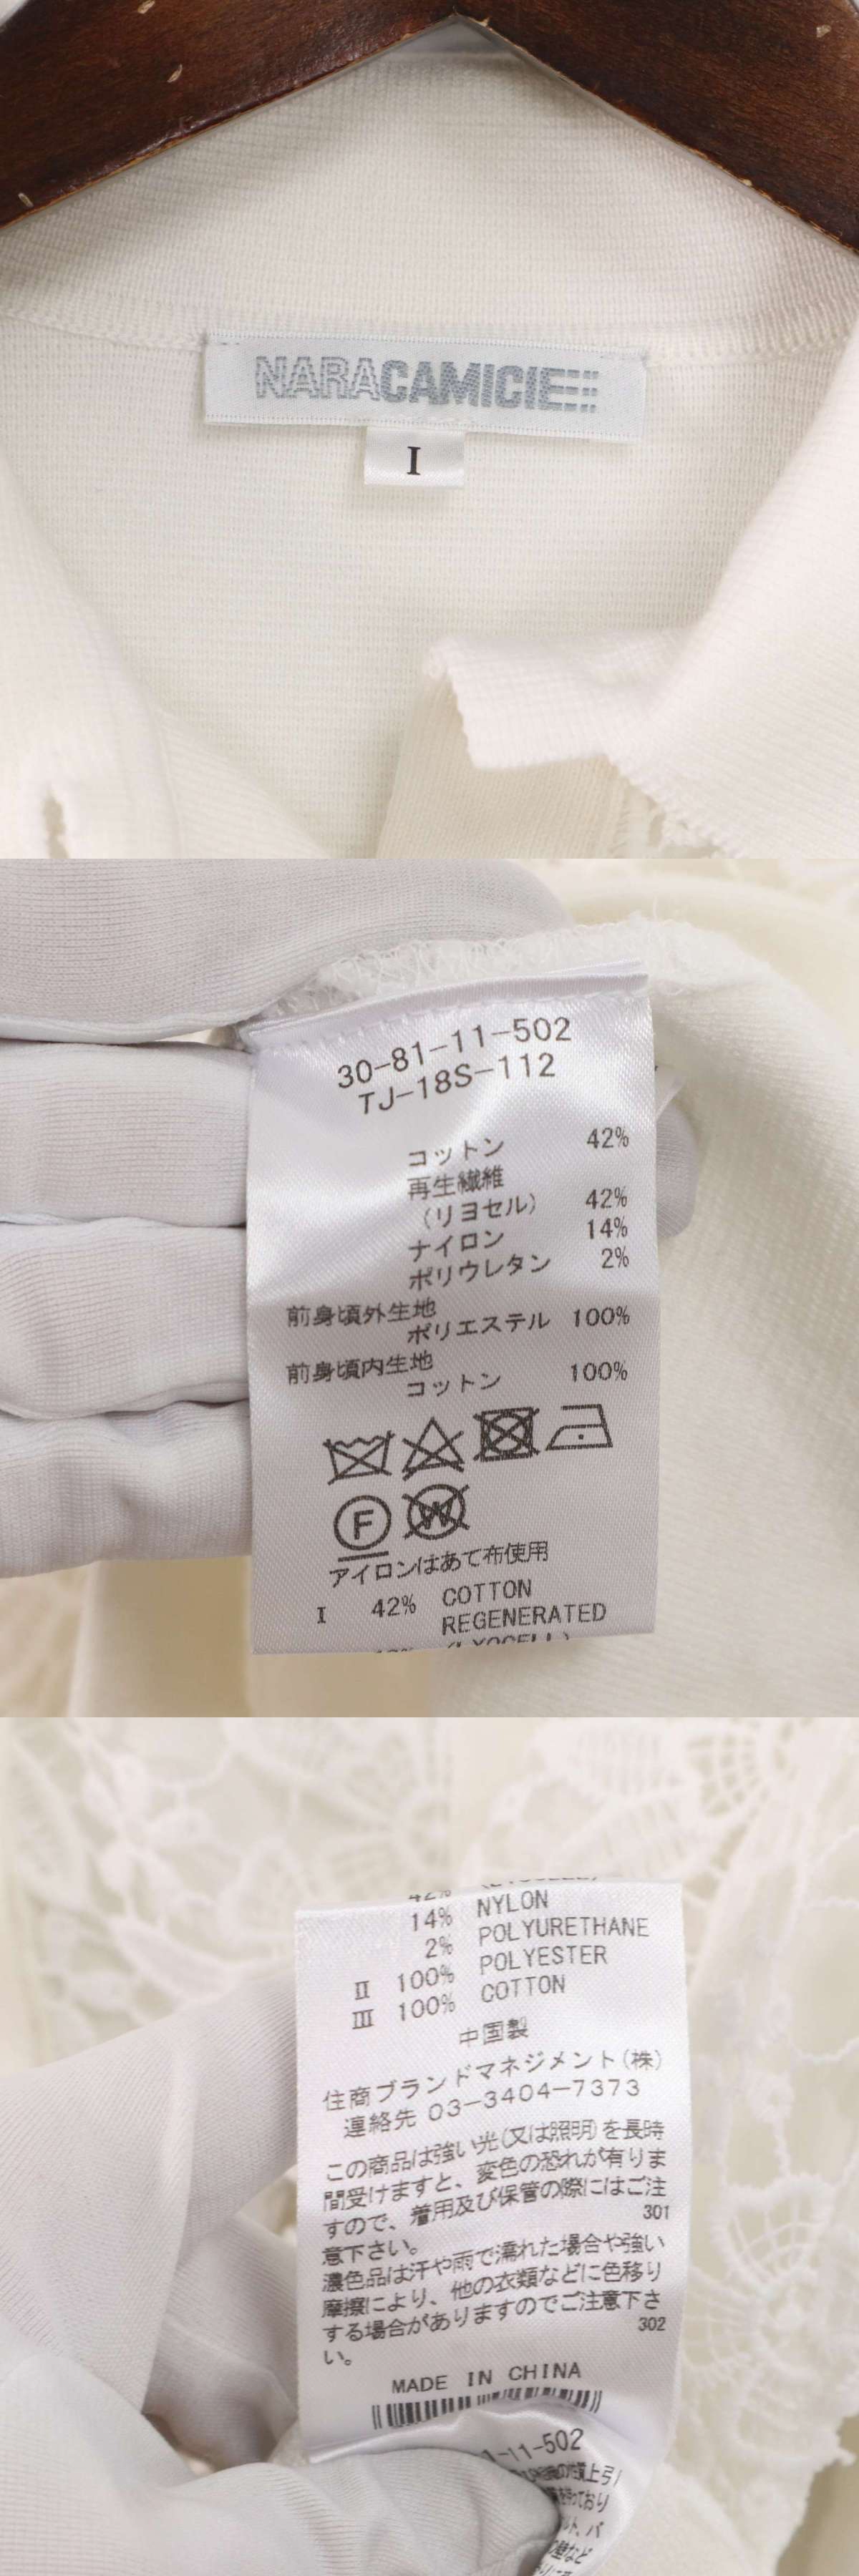 NARACAMICIE
I
30-81-11-502
TJ-18S-112
コットン 42%
再生繊維
(リヨセル) 42%
ナイロン 14%
ポリウレタン 2%
前身頃外生地
ポリエステル 100%
前身頃内生地
コットン 100%
F W
アイロンはあて布使用
I 42% COTTON
REGENERATED
(LYOCELL)
42% (LYOCELL)
14% NYLON
2% POLYURETHANE
II 100% POLYESTER
III 100% COTTON
中国製
住商ブランドマネジメント(株)
連絡先 03-3404-7373
この商品は強い光(又は照明)を長時
間受けますと、変色の恐れが有りま
すので、着用及び保管の際にはご注
意下さい。 301
濃色品は汗や雨で濡れた場合や強い
摩擦により、他の衣類などに色移り
する場合がありますのでご注意下さ
い。 302
MADE IN CHINA
1-11-502